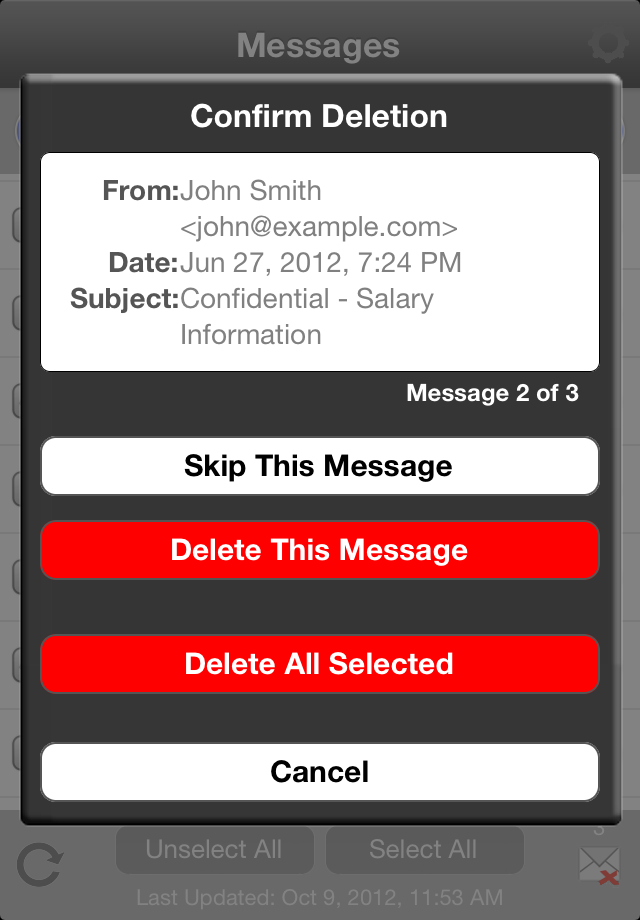 Messages
Confirm Deletion
From: John Smith
<john@example.com>
Date: Jun 27, 2012, 7:24 PM
Subject: Confidential - Salary
Information
Message 2 of 3
Skip This Message
Delete This Message
Delete All Selected
Cancel
3
Unselect All Select All
Last Updated: Oct 9, 2012, 11:53 AM